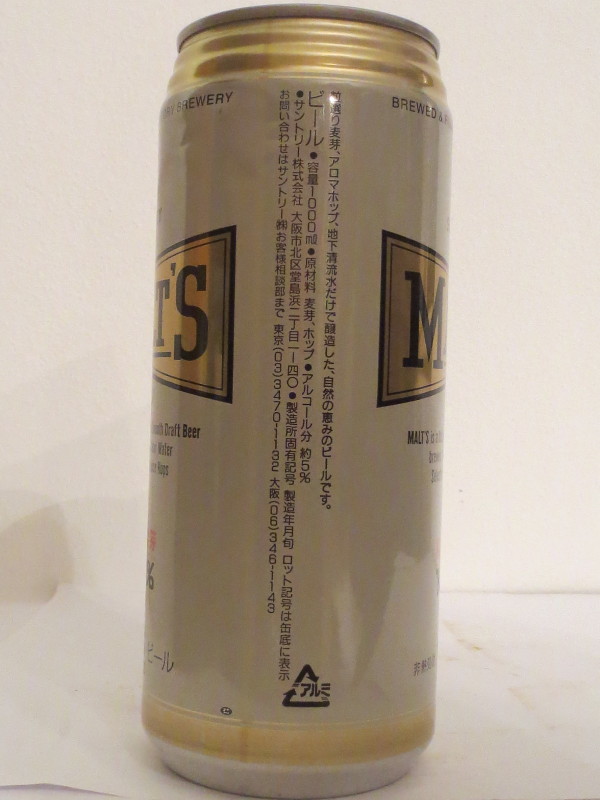 BREWERY
BREWED &
粒選り麦芽、アロマホップ、地下清流水だけで醸造した、自然の恵みのビールです。
ビール ●容量1000㎖●原材料 麦芽、ホップ●アルコール分 約5%
●サントリー株式会社 大阪市北区堂島浜二丁目一-四〇●製造所固有記号 製造年月旬 ロット記号は缶底に表示
お問い合わせはサントリー㈱お客様相談部まで 東京(03)3470-1132 大阪(06)346-1143
T'S
M
Draft Beer
Water
Hops
MALT'S is a
%
ビール
アルミ